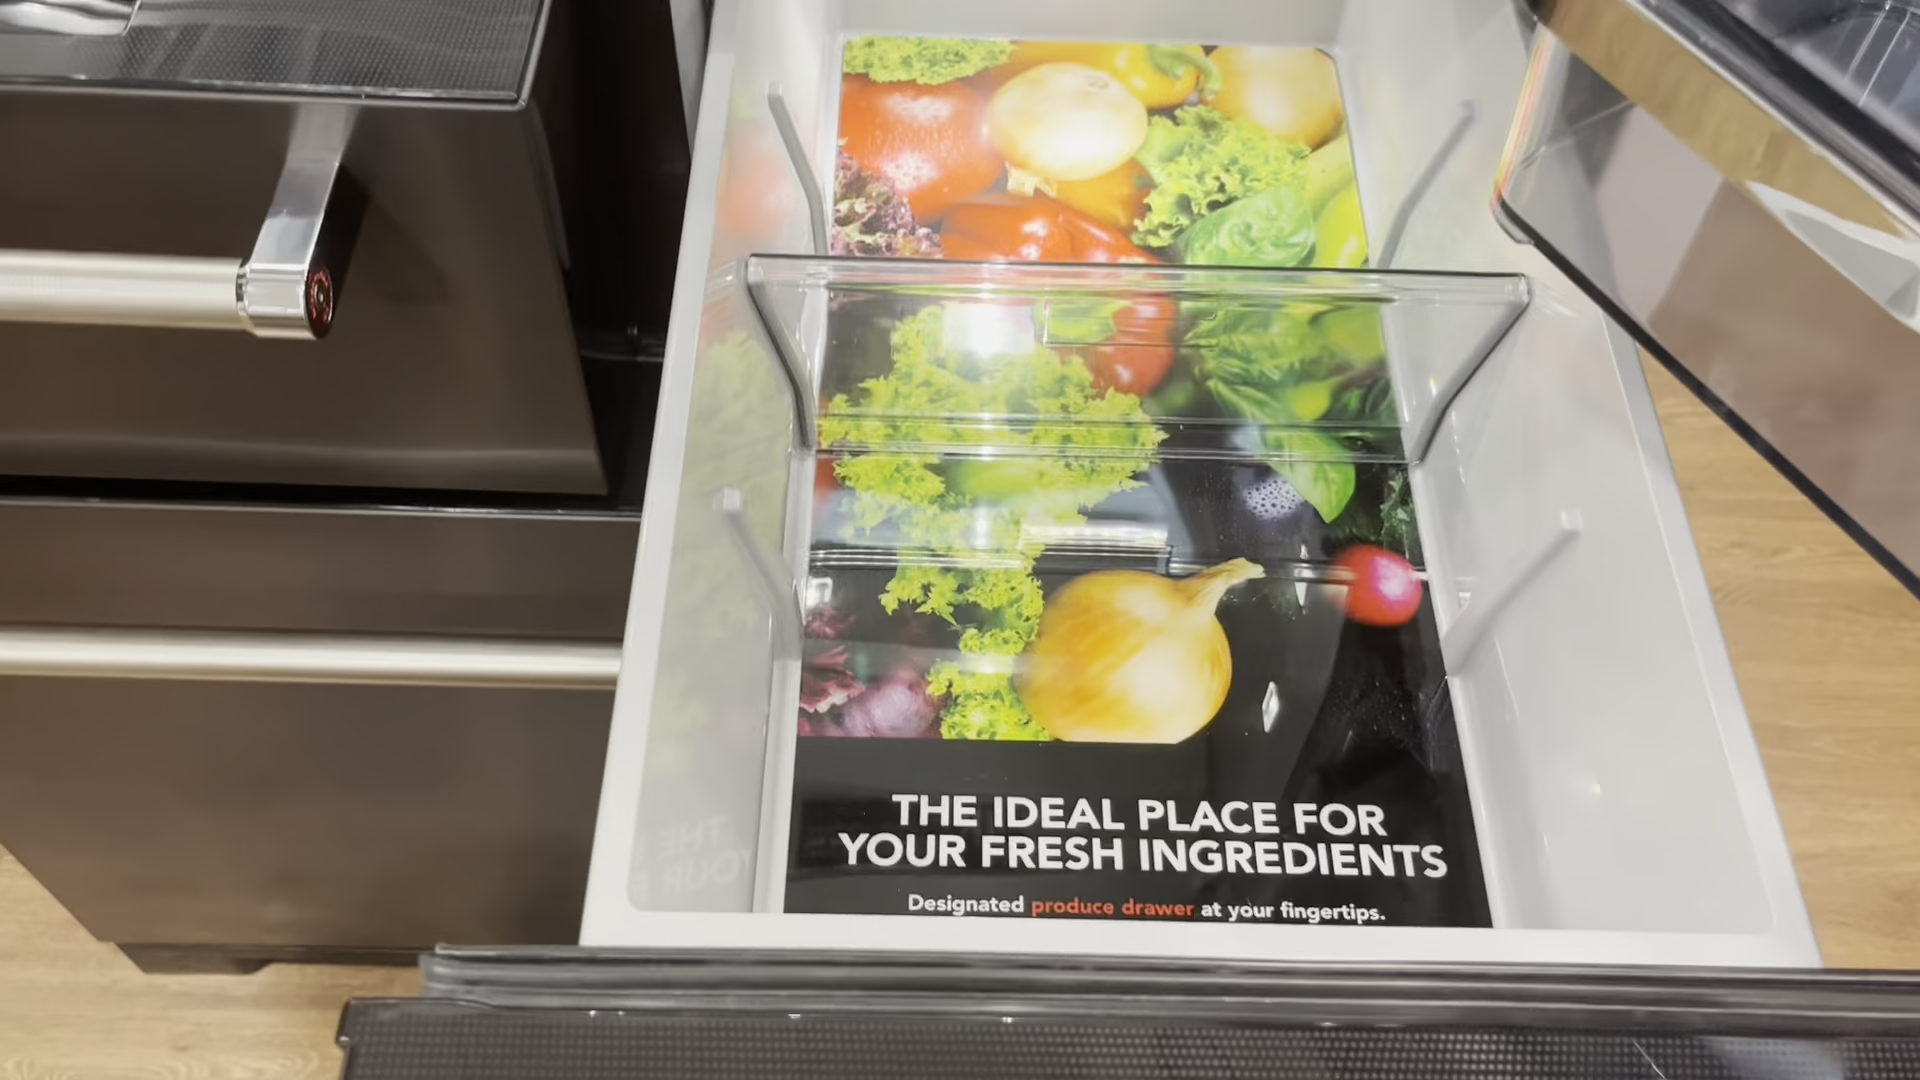 THE IDEAL PLACE FOR
YOUR FRESH INGREDIENTS
Designated produce drawer at your fingertips.